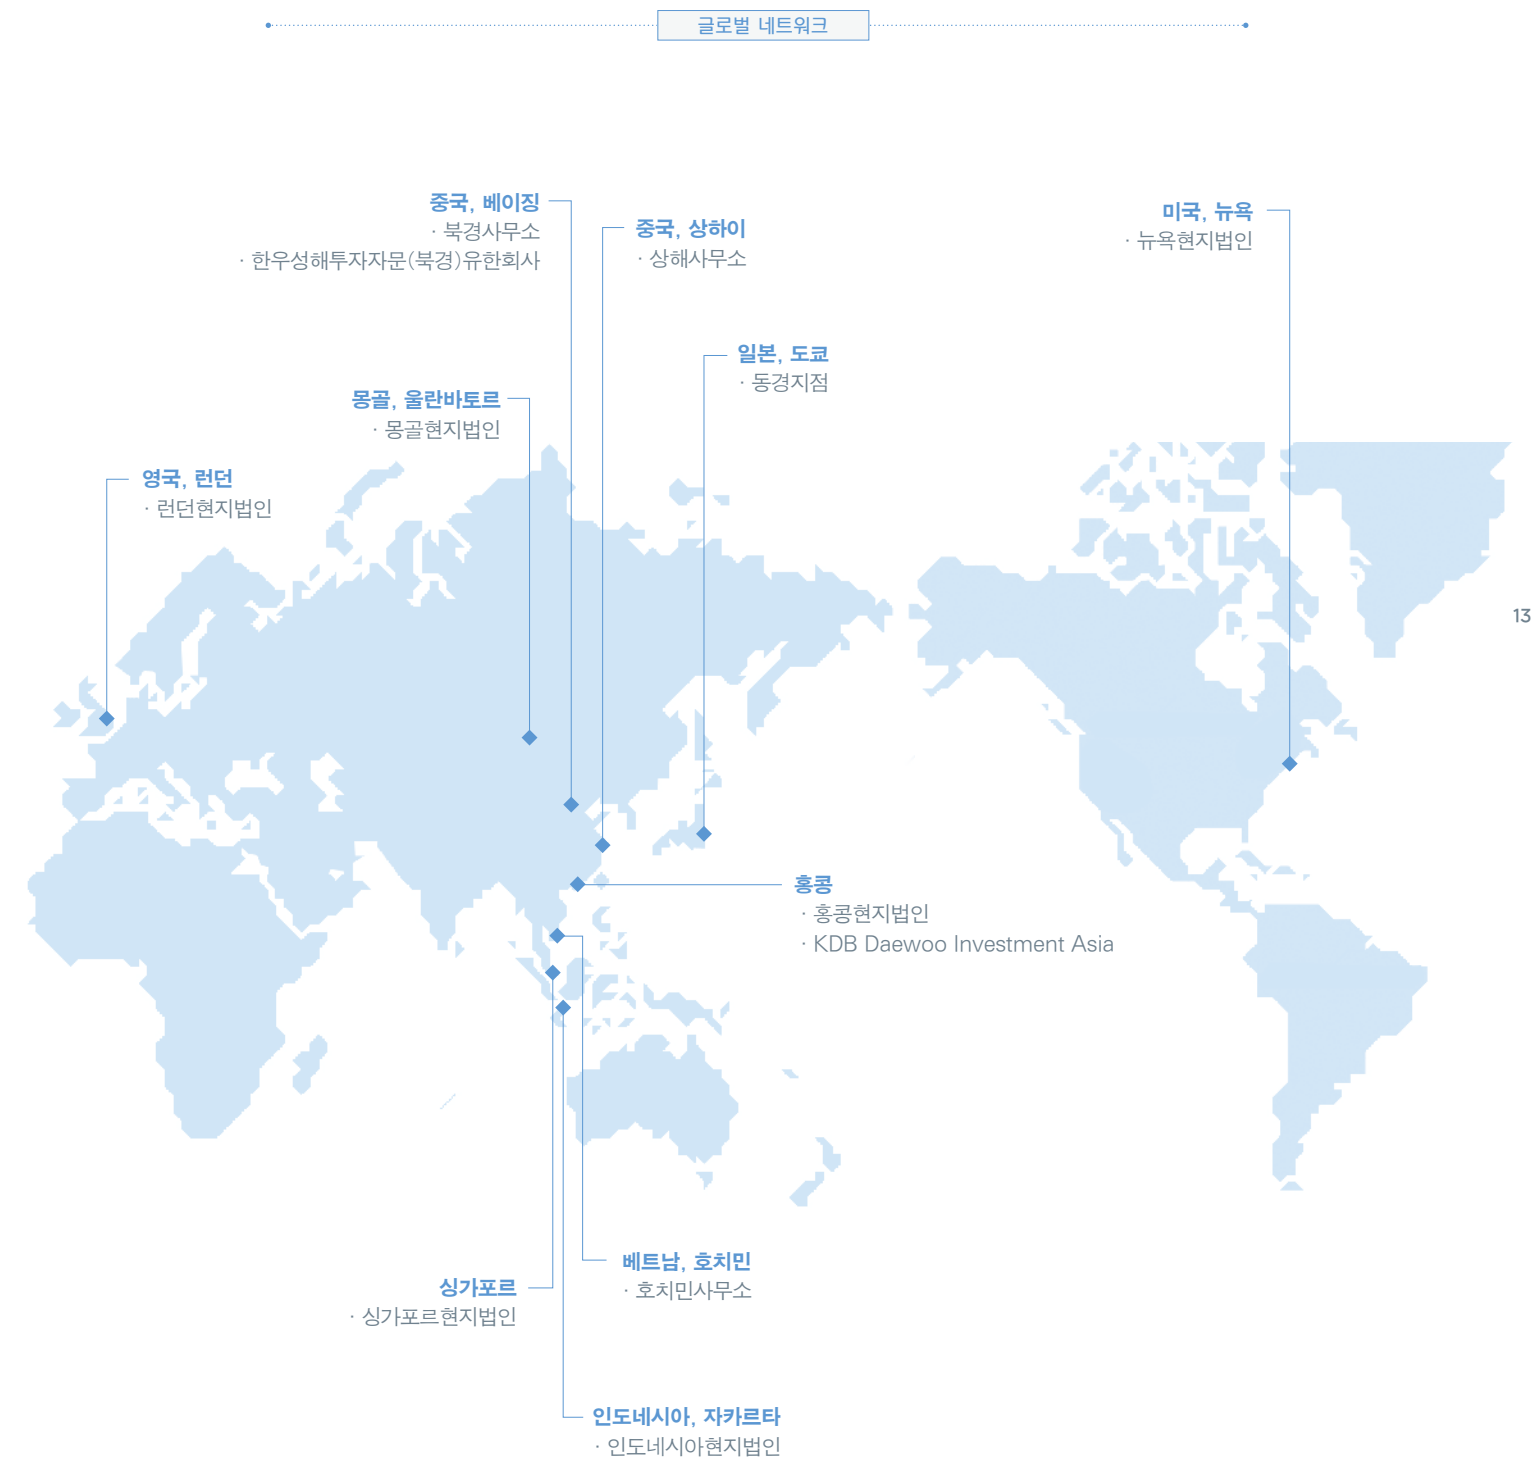 글로벌 네트워크
중국, 베이징
· 북경사무소
· 한우성해투자자문(북경)유한회사
중국, 상하이
· 상해사무소
미국, 뉴욕
· 뉴욕현지법인
일본, 도쿄
· 동경지점
몽골, 울란바토르
· 몽골현지법인
영국, 런던
· 런던현지법인
13
홍콩
· 홍콩현지법인
· KDB Daewoo Investment Asia
베트남, 호치민
· 호치민사무소
싱가포르
· 싱가포르현지법인
인도네시아, 자카르타
· 인도네시아현지법인